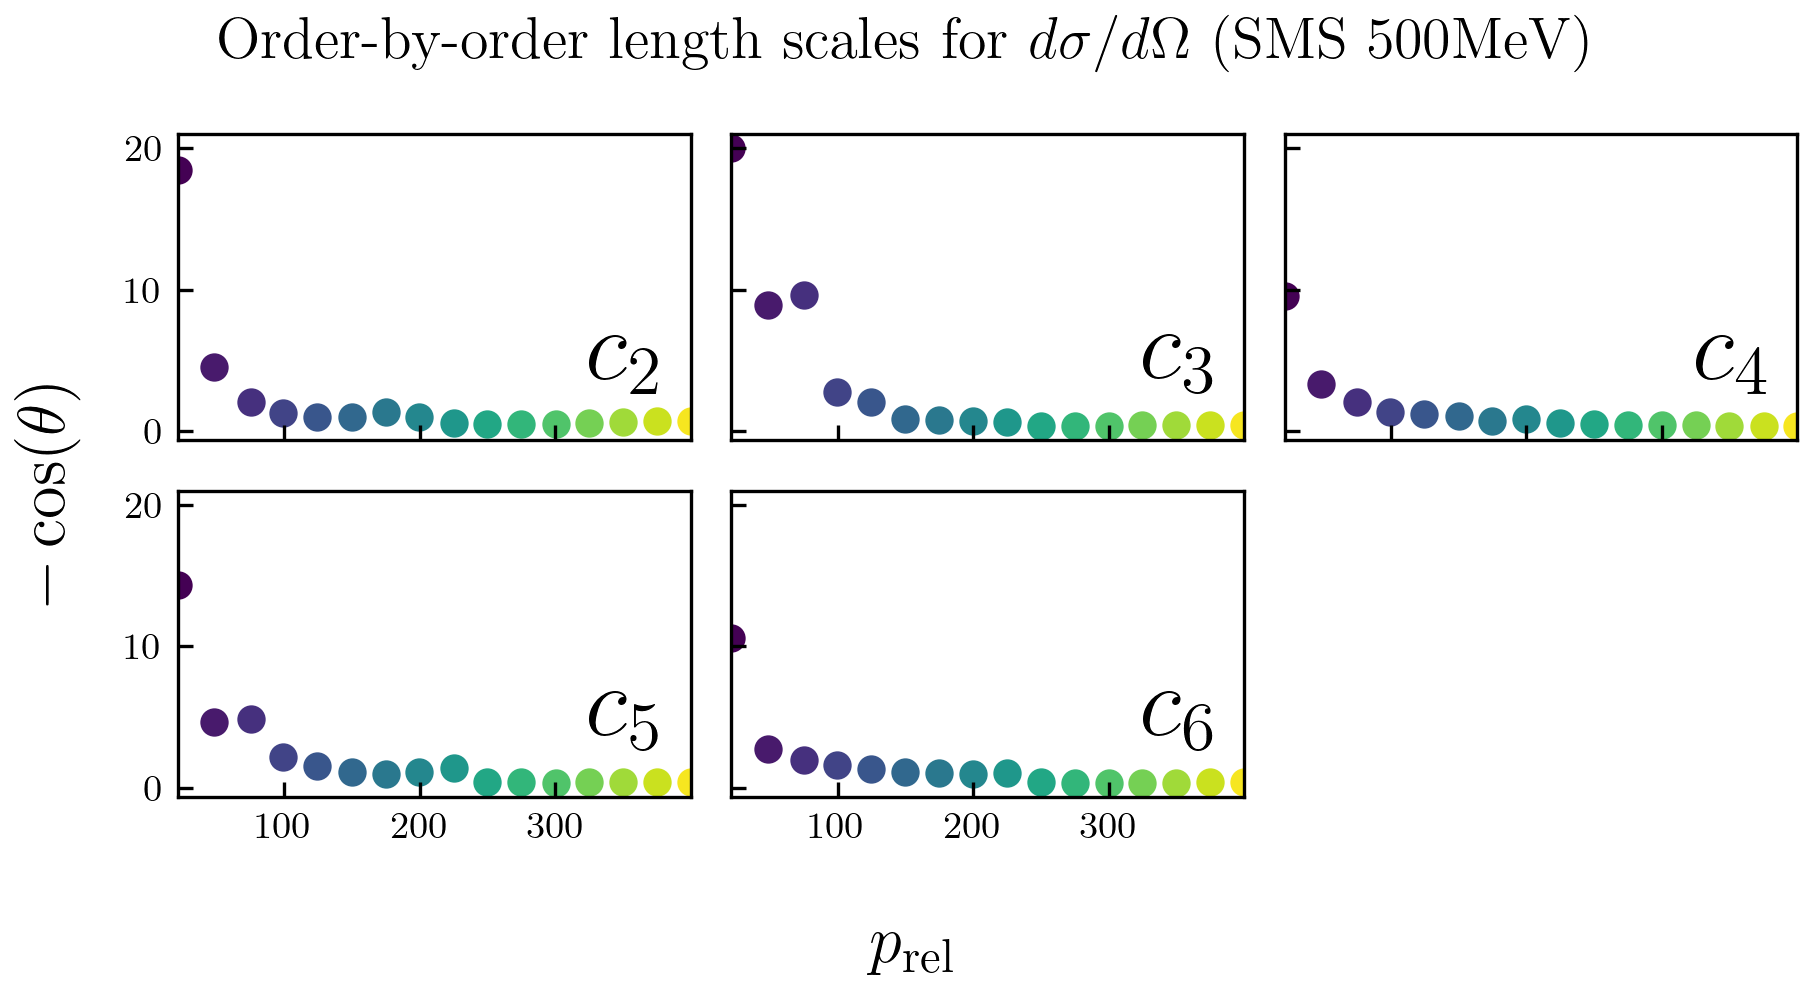 Order-by-order length scales for dσ/dΩ (SMS 500MeV)
− cos(θ)
20
10
0
c₂
c₃
c₄
20
10
0
c₅
c₆
100 200 300
100 200 300
p_rel